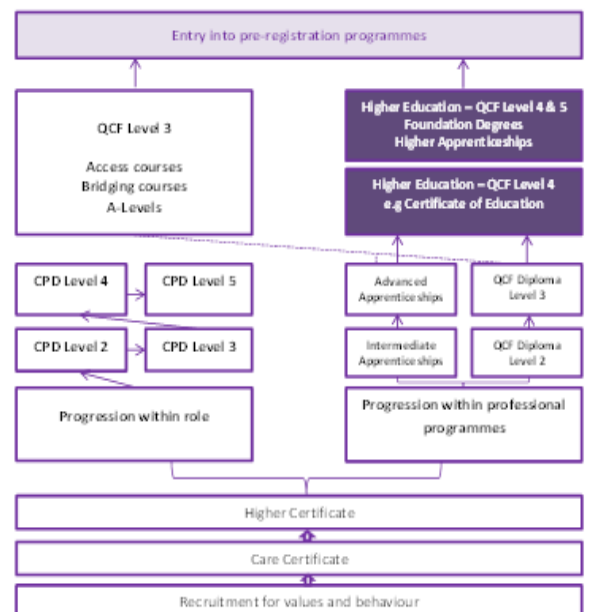 Entry into pre-registration programmes
QCF Level 3
Access courses
Bridging courses
A-Levels
Higher Education – QCF Level 4 & 5
Foundation Degrees
Higher Apprenticeships
Higher Education – QCF Level 4
e.g Certificate of Education
CPD Level 4
CPD Level 5
Advanced
Apprenticeships
QCF Diploma
Level 3
CPD Level 2
CPD Level 3
Intermediate
Apprenticeships
QCF Diploma
Level 2
Progression within role
Progression within professional
programmes
Higher Certificate
Care Certificate
Recruitment for values and behaviour